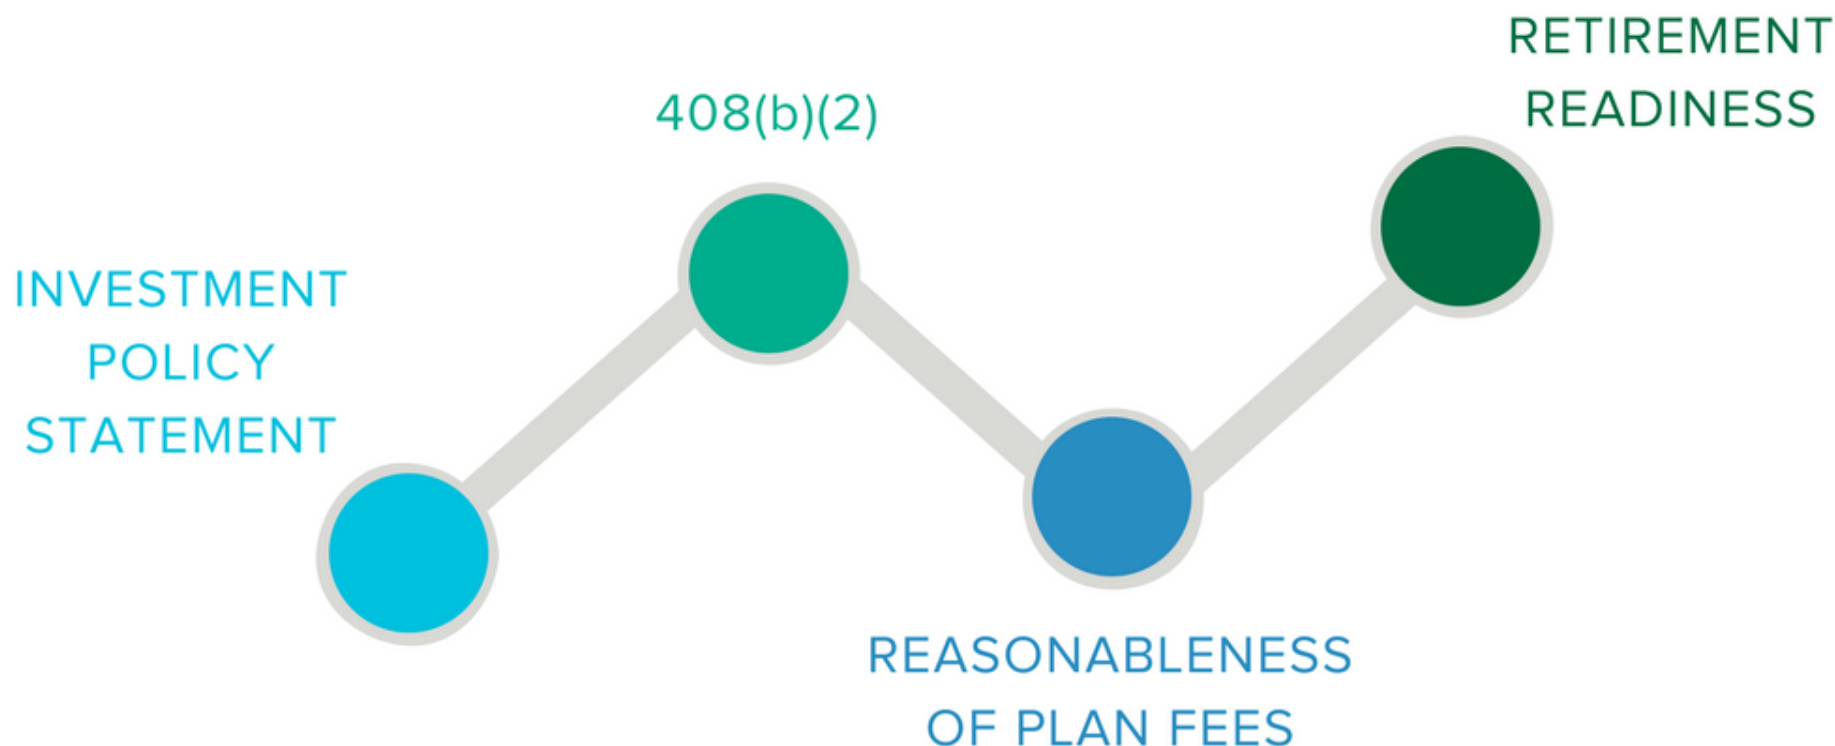 INVESTMENT
POLICY
STATEMENT
408(b)(2)
REASONABLENESS
OF PLAN FEES
RETIREMENT
READINESS